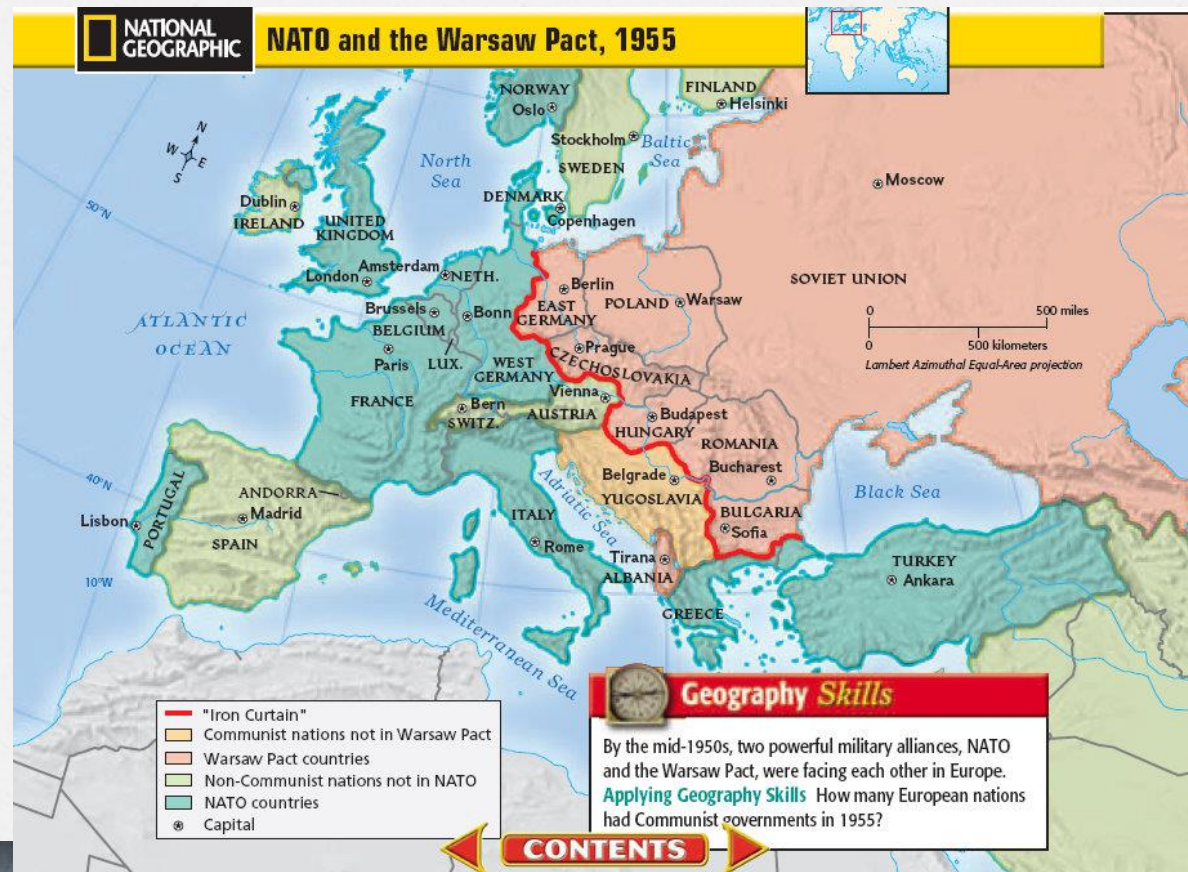 NATIONAL
GEOGRAPHIC
NATO and the Warsaw Pact, 1955
NORWAY
Oslo
FINLAND
Helsinki
Stockholm
SWEDEN
Baltic
Sea
North
Sea
N
W
E
S
Moscow
DENMARK
Copenhagen
Dublin
IRELAND
UNITED
KINGDOM
50°N
London
Amsterdam
NETH.
Berlin
EAST
GERMANY
POLAND
Warsaw
SOVIET UNION
0
500 miles
0
500 kilometers
Lambert Azimuthal Equal-Area projection
ATLANTIC
OCEAN
Brussels
BELGIUM
Bonn
Paris
LUX.
WEST
GERMANY
Prague
CZECHOSLOVAKIA
Vienna
FRANCE
Bern
SWITZ.
AUSTRIA
Budapest
HUNGARY
ROMANIA
Bucharest
Belgrade
YUGOSLAVIA
Black Sea
40°N
ANDORRA
PORTUGAL
Lisbon
Madrid
SPAIN
Adriatic Sea
ITALY
Rome
BULGARIA
Sofia
Tirana
ALBANIA
TURKEY
Ankara
10°W
GREECE
Mediterranean Sea
"Iron Curtain"
Communist nations not in Warsaw Pact
Warsaw Pact countries
Non-Communist nations not in NATO
NATO countries
Capital
Geography Skills
By the mid-1950s, two powerful military alliances, NATO
and the Warsaw Pact, were facing each other in Europe.
Applying Geography Skills How many European nations
had Communist governments in 1955?
CONTENTS